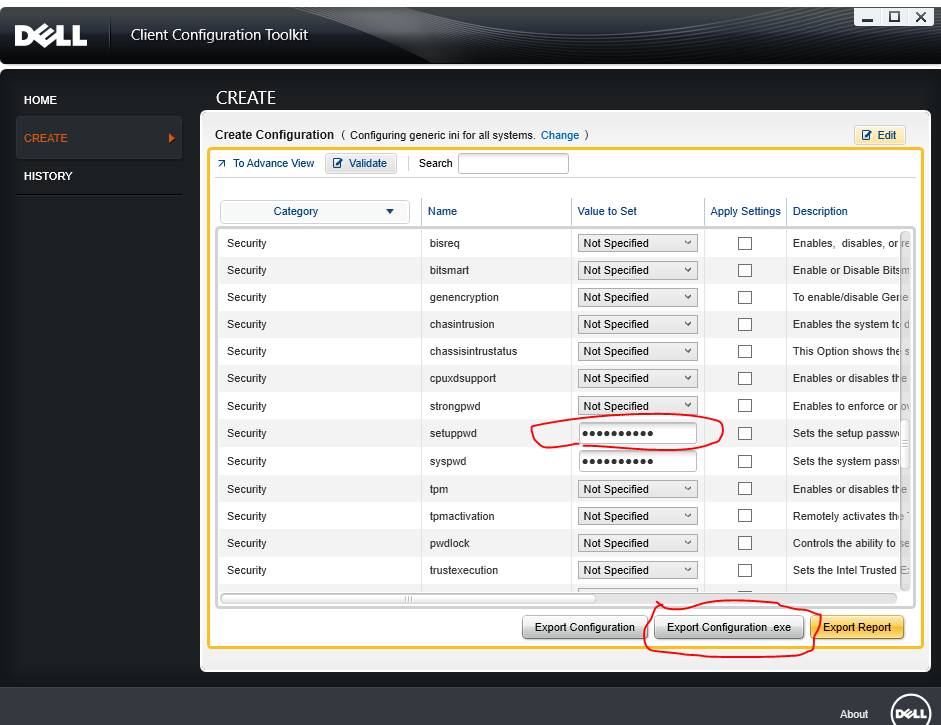 DELL Client Configuration Toolkit
HOME
CREATE
HISTORY
CREATE
Create Configuration ( Configuring generic ini for all systems. Change ) Edit
To Advance View Validate Search
Category Name Value to Set Apply Settings Description
Security bisreq Not Specified Enables, disables, or re
Security bitsmart Not Specified Enable or Disable Bitsm
Security genencryption Not Specified To enable/disable Gene
Security chasintrusion Not Specified Enables the system to d
Security chassisintrustatus Not Specified This Option shows the s
Security cpuxdsupport Not Specified Enables or disables the
Security strongpwd Not Specified Enables to enforce or ov
Security setuppwd ●●●●●●●●●● Sets the setup passw
Security syspwd ●●●●●●●●●● Sets the system passw
Security tpm Not Specified Enables or disables the
Security tpmactivation Not Specified Remotely activates the T
Security pwdlock Not Specified Controls the ability to se
Security trustexecution Not Specified Sets the Intel Trusted Ex
Export Configuration Export Configuration .exe Export Report
About DELL